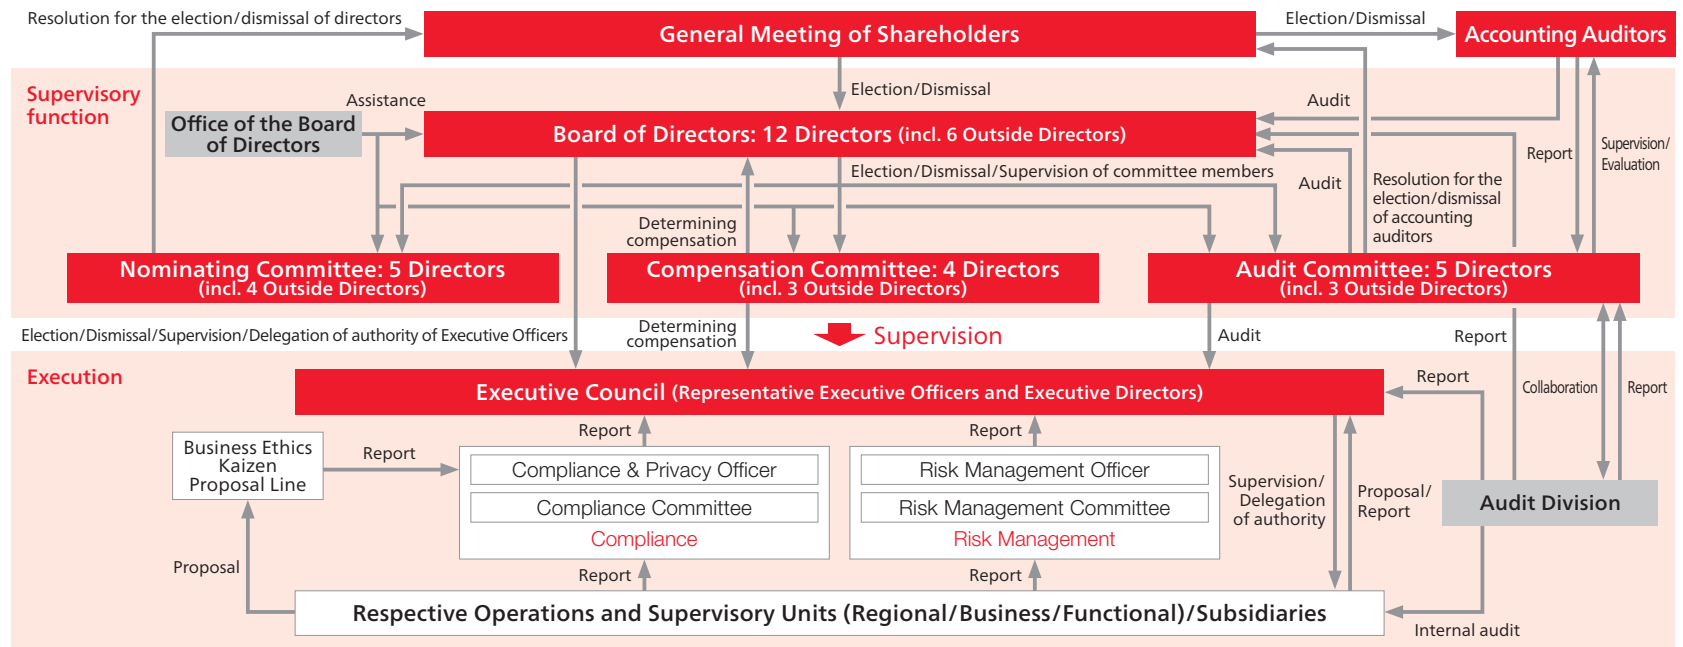 Resolution for the election/dismissal of directors
General Meeting of Shareholders
Election/Dismissal
Accounting Auditors
Supervisory
function
Assistance
Election/Dismissal
Audit
Office of the Board
of Directors
Board of Directors: 12 Directors (incl. 6 Outside Directors)
Report
Supervision/
Evaluation
Election/Dismissal/Supervision of committee members
Audit
Resolution for the
election/dismissal
of accounting
auditors
Determining
compensation
Nominating Committee: 5 Directors
(incl. 4 Outside Directors)
Compensation Committee: 4 Directors
(incl. 3 Outside Directors)
Audit Committee: 5 Directors
(incl. 3 Outside Directors)
Election/Dismissal/Supervision/Delegation of authority of Executive Officers
Determining
compensation
Supervision
Audit
Report
Execution
Executive Council (Representative Executive Officers and Executive Directors)
Report
Collaboration
Report
Report
Report
Business Ethics
Kaizen
Proposal Line
Report
Compliance & Privacy Officer
Compliance Committee
Compliance
Risk Management Officer
Risk Management Committee
Risk Management
Supervision/
Delegation
of authority
Proposal/
Report
Audit Division
Proposal
Report
Report
Respective Operations and Supervisory Units (Regional/Business/Functional)/Subsidiaries
Internal audit